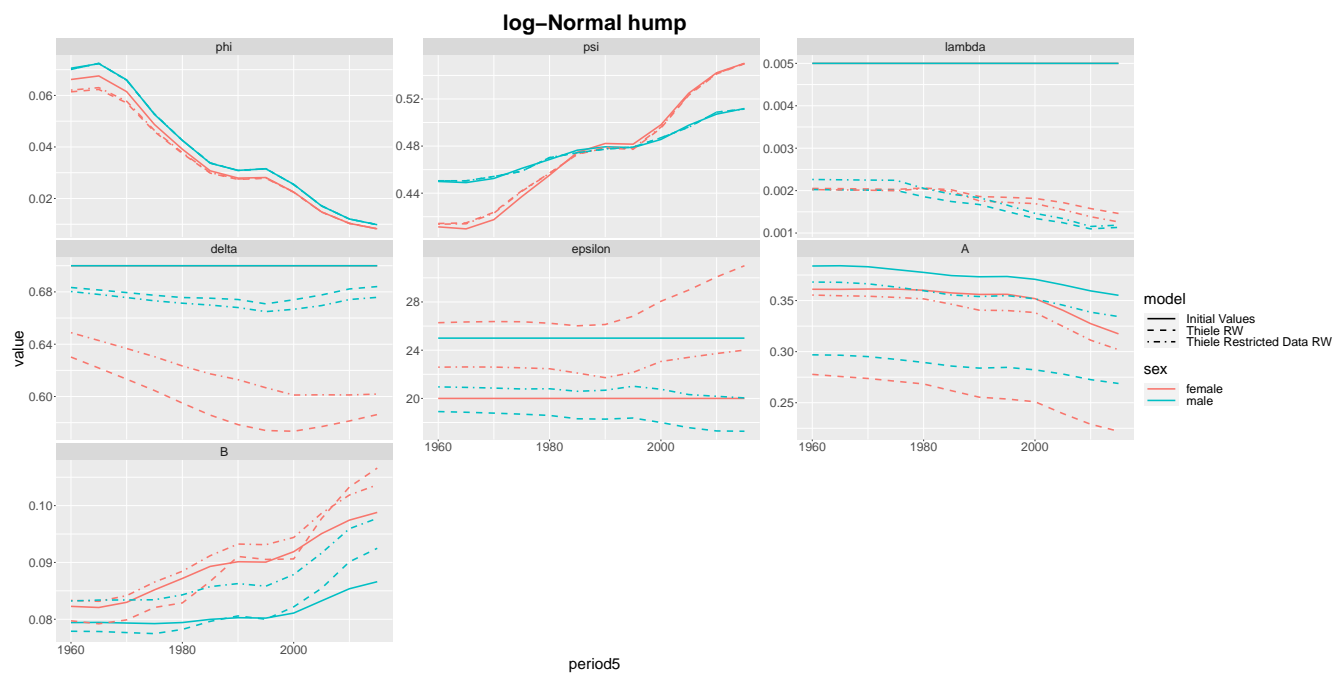 log−Normal hump
phi
psi
lambda
0.06
0.04
0.02
0.52
0.48
0.44
0.005
0.004
0.003
0.002
0.001
delta
epsilon
A
0.68
0.64
0.60
28
24
20
0.35
0.30
0.25
1960
1980
2000
1960
1980
2000
B
0.10
0.09
0.08
1960
1980
2000
value
period5
model
Initial Values
Thiele RW
Thiele Restricted Data RW
sex
female
male